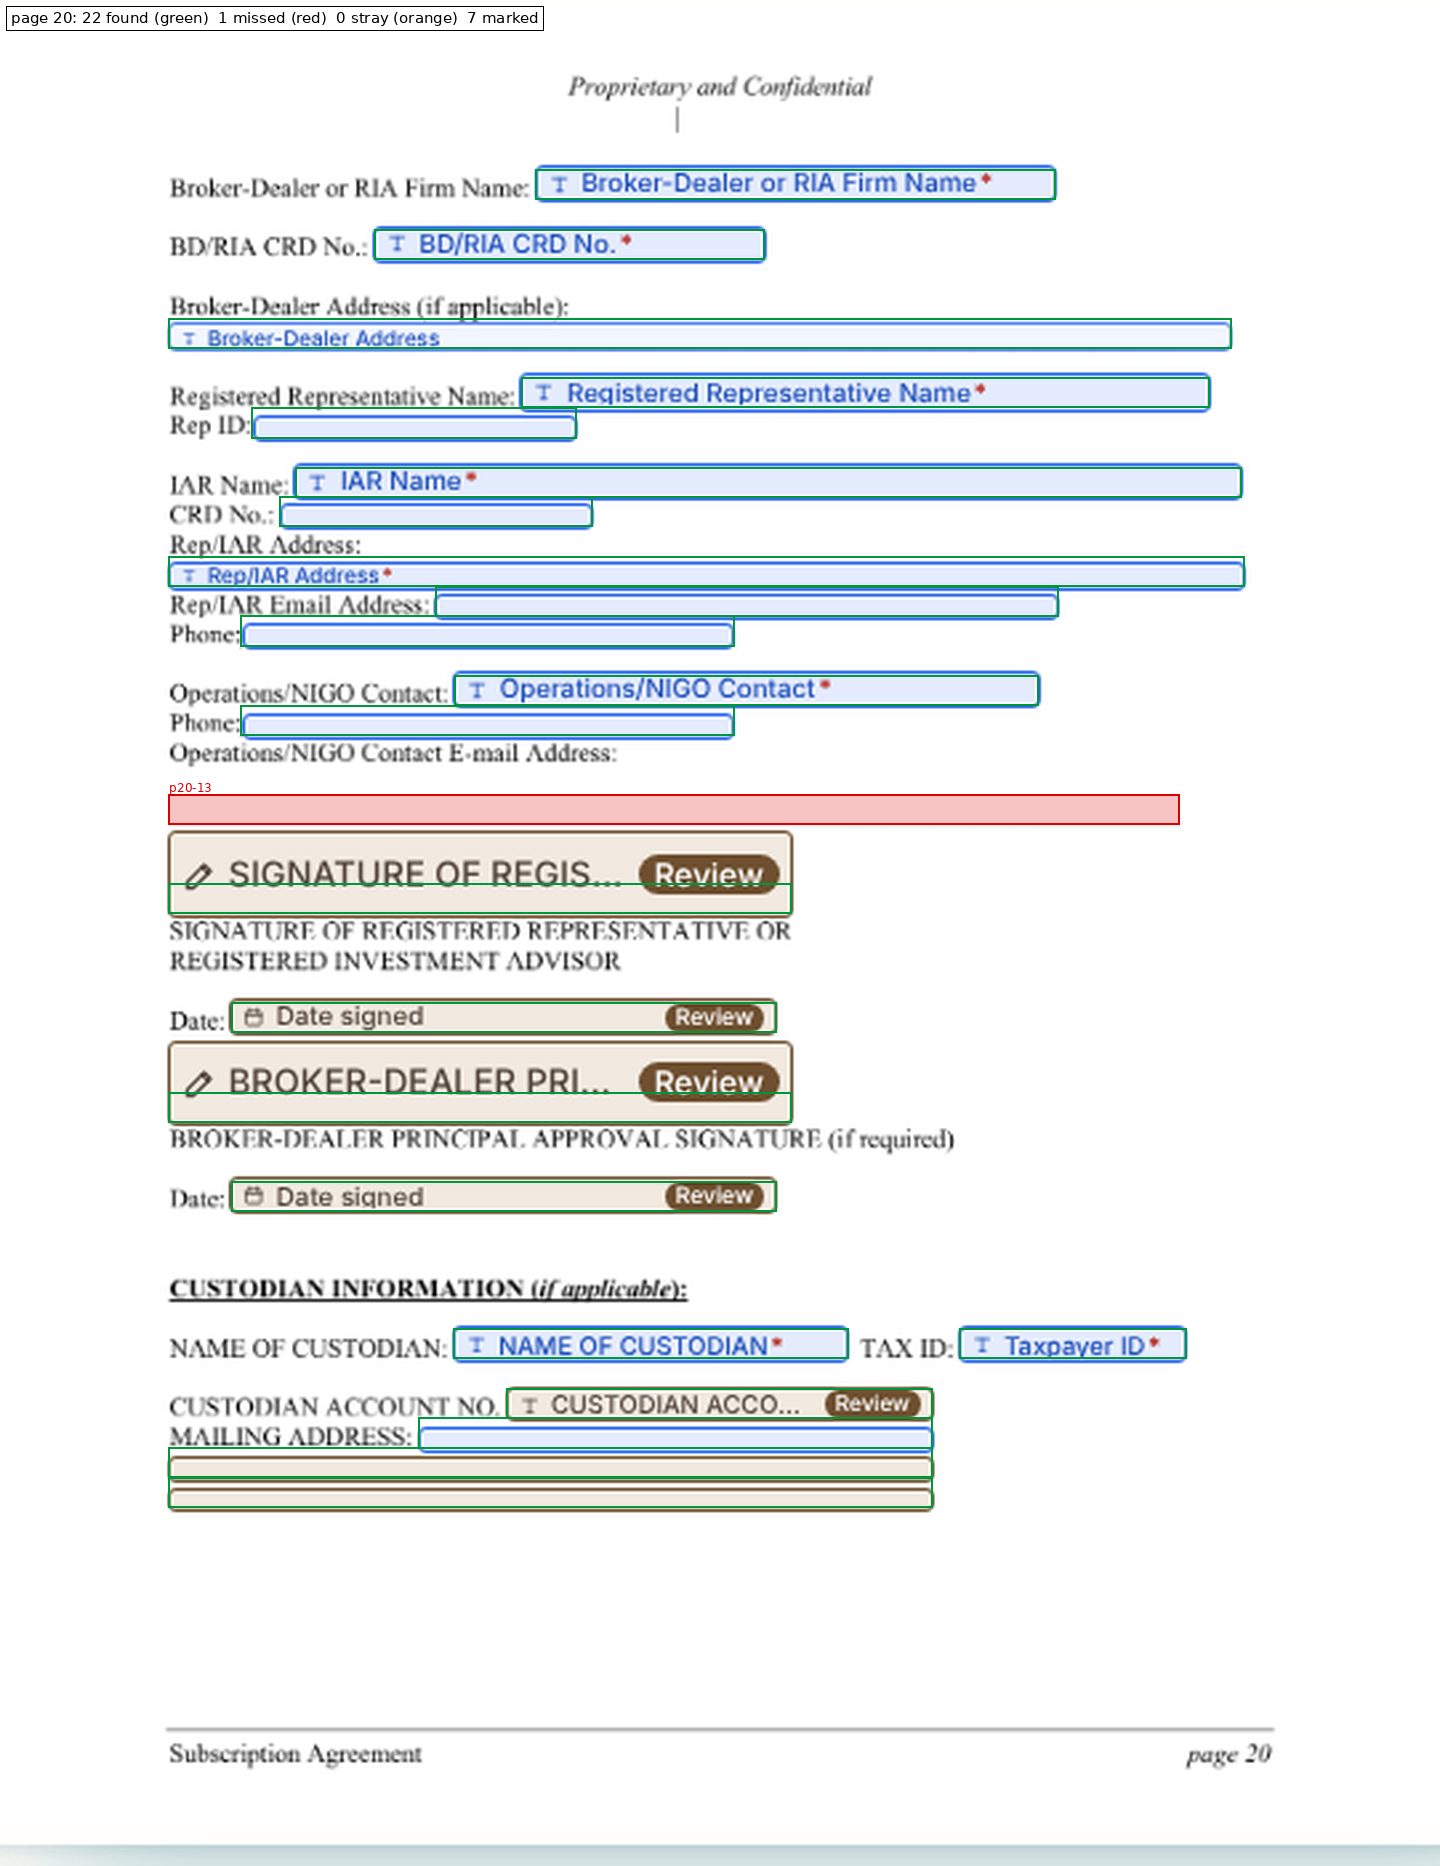 page 20: 22 found (green)  1 missed (red)  0 stray (orange)  7 marked
Proprietary and Confidential
Broker-Dealer or RIA Firm Name: Broker-Dealer or RIA Firm Name*
BD/RIA CRD No.: BD/RIA CRD No.*
Broker-Dealer Address (if applicable):
Broker-Dealer Address
Registered Representative Name: Registered Representative Name*
Rep ID:
IAR Name: IAR Name*
CRD No.:
Rep/IAR Address:
Rep/IAR Address*
Rep/IAR Email Address:
Phone:
Operations/NIGO Contact: Operations/NIGO Contact*
Phone:
Operations/NIGO Contact E-mail Address:
p20-13
SIGNATURE OF REGIS... Review
SIGNATURE OF REGISTERED REPRESENTATIVE OR
REGISTERED INVESTMENT ADVISOR
Date: Date signed Review
BROKER-DEALER PRI... Review
BROKER-DEALER PRINCIPAL APPROVAL SIGNATURE (if required)
Date: Date signed Review
CUSTODIAN INFORMATION (if applicable):
NAME OF CUSTODIAN: NAME OF CUSTODIAN* TAX ID: Taxpayer ID*
CUSTODIAN ACCOUNT NO. CUSTODIAN ACCO... Review
MAILING ADDRESS:
Subscription Agreement page 20